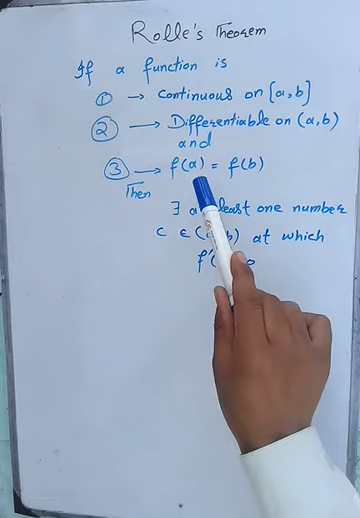 Rolle's Theorem
If a function is
① → Continuous on [a,b]
② → Differentiable on (a,b)
and
③ → f(a) = f(b)
Then
∃ least one number
c ∈ at which